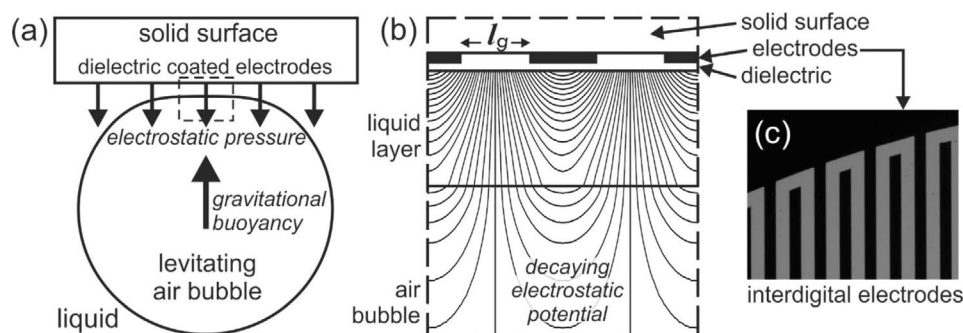 (a)
solid surface
dielectric coated electrodes
electrostatic pressure
gravitational
buoyancy
levitating
air bubble
liquid
(b)
l_g
liquid
layer
air
bubble
decaying
electrostatic
potential
solid surface
electrodes
dielectric
(c)
interdigital electrodes